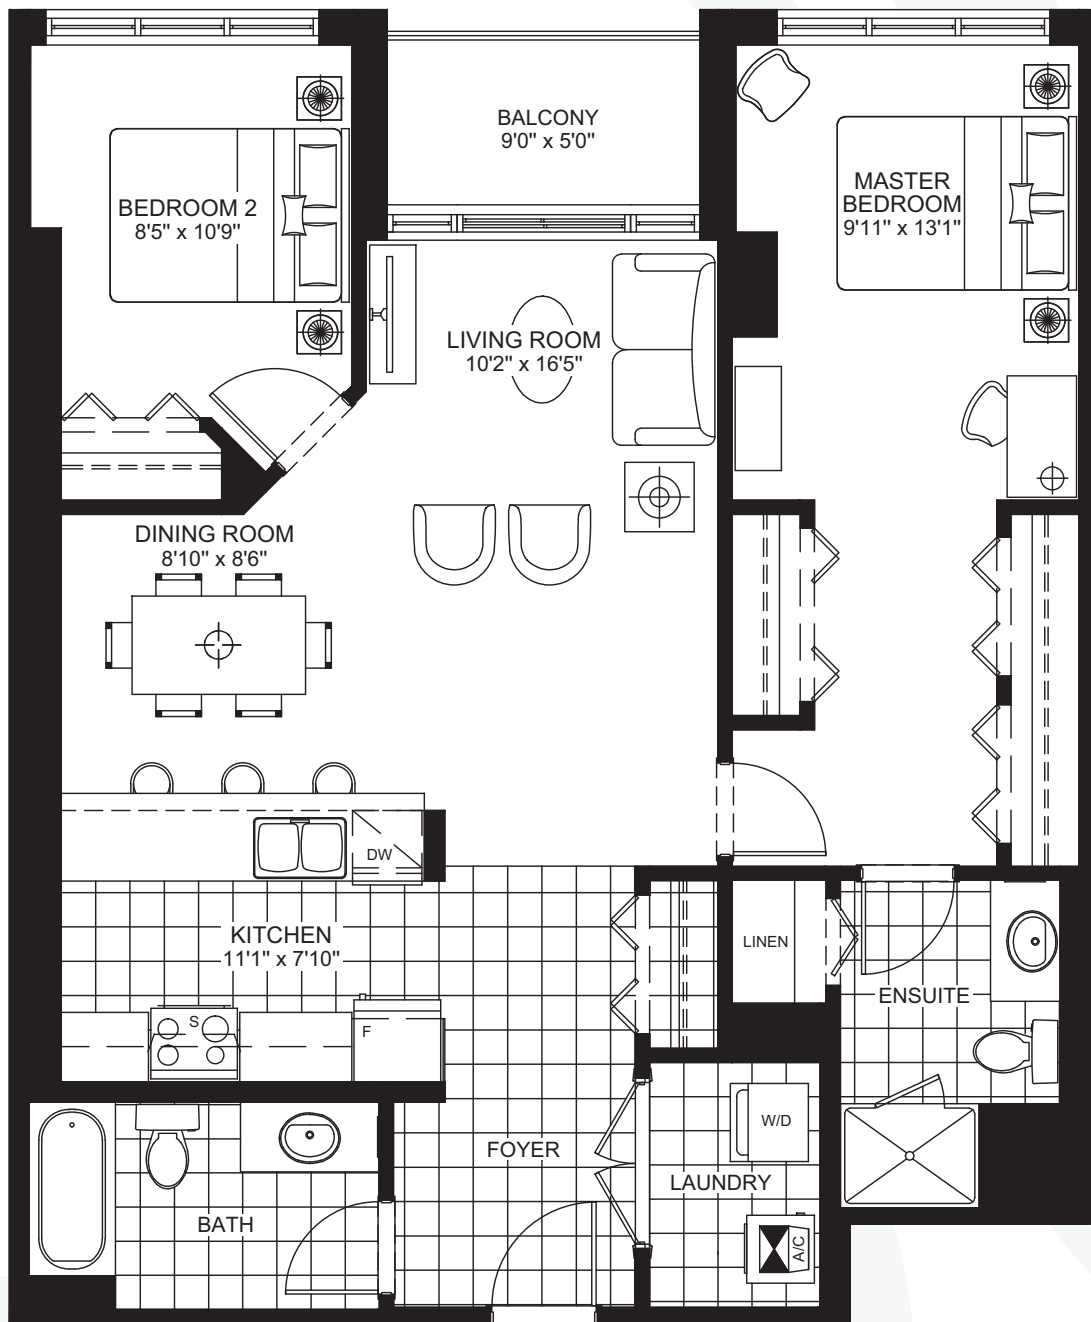 BALCONY
9'0" x 5'0"
BEDROOM 2
8'5" x 10'9"
MASTER
BEDROOM
9'11" x 13'1"
LIVING ROOM
10'2" x 16'5"
DINING ROOM
8'10" x 8'6"
DW
KITCHEN
11'1" x 7'10"
LINEN
ENSUITE
S
F
W/D
FOYER
LAUNDRY
BATH
A/C